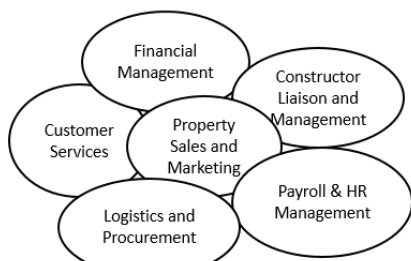 Financial
Management
Constructor
Liaison and
Management
Customer
Services
Property
Sales and
Marketing
Payroll & HR
Management
Logistics and
Procurement